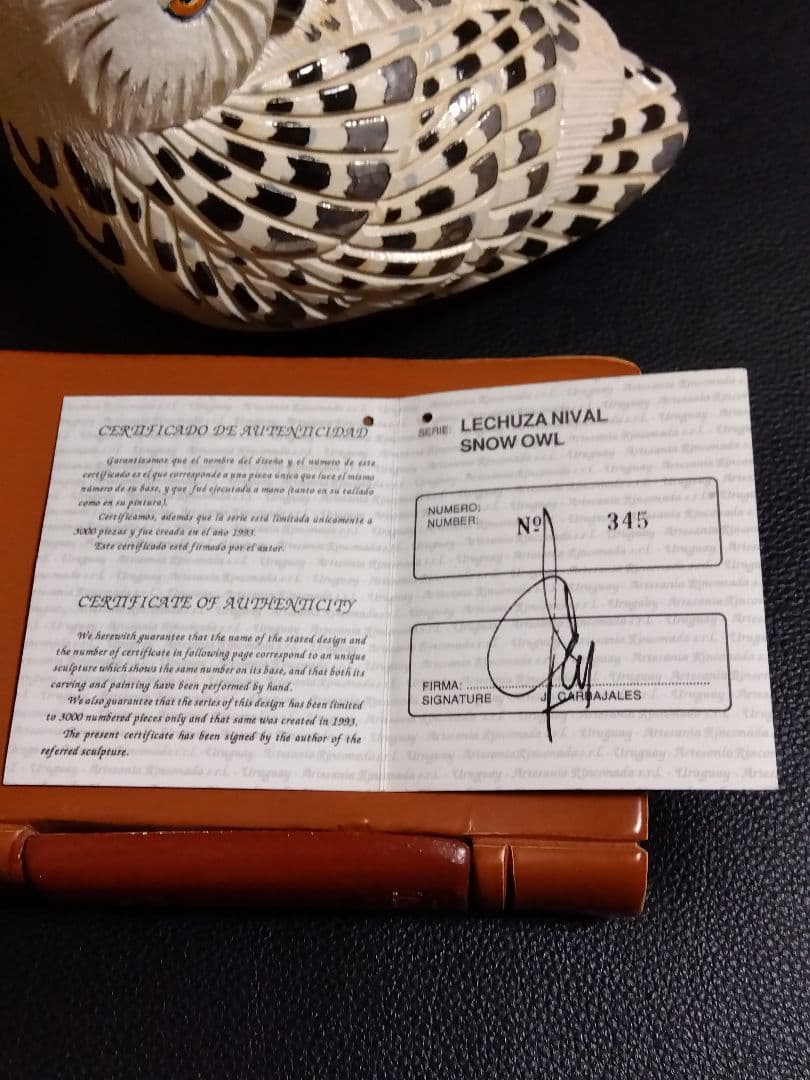 CERTIFICADO DE AUTENTICIDAD
Garantizamos que el nombre del diseño y el número de este
certificado es el que corresponde a una pieza única que luce el mismo
número de su base, y que fué ejecutada a mano (tanto en su tallado
como en su pintura).
Certificamos, además que la serie está limitada únicamente a
3000 piezas y fue creada en el año 1993.
Este certificado está firmado por el autor.
CERTIFICATE OF AUTHENTICITY
We herewith guarantee that the name of the stated design and
the number of certificate in following page correspond to an unique
sculpture which shows the same number on its base, and that both its
carving and painting have been performed by hand.
We also guarantee that the series of this design has been limited
to 3000 numbered pieces only and that same was created in 1993.
The present certificate has been signed by the author of the
referred sculpture.
SERIE: LECHUZA NIVAL
SNOW OWL
NUMERO:
NUMBER: Nº 345
FIRMA:
SIGNATURE J. CARBAJALES